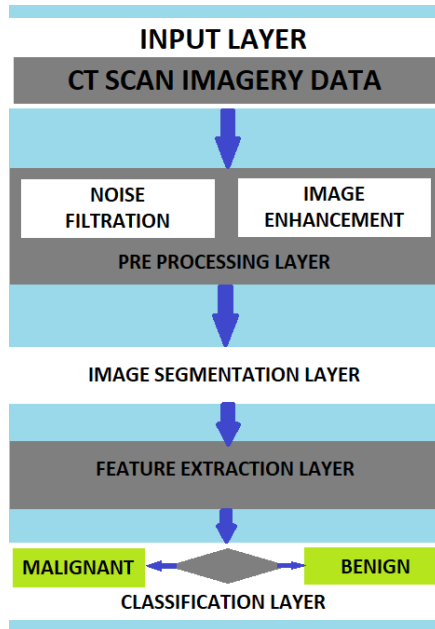 INPUT LAYER
CT SCAN IMAGERY DATA
NOISE
FILTRATION
IMAGE
ENHANCEMENT
PRE PROCESSING LAYER
IMAGE SEGMENTATION LAYER
FEATURE EXTRACTION LAYER
MALIGNANT
BENIGN
CLASSIFICATION LAYER